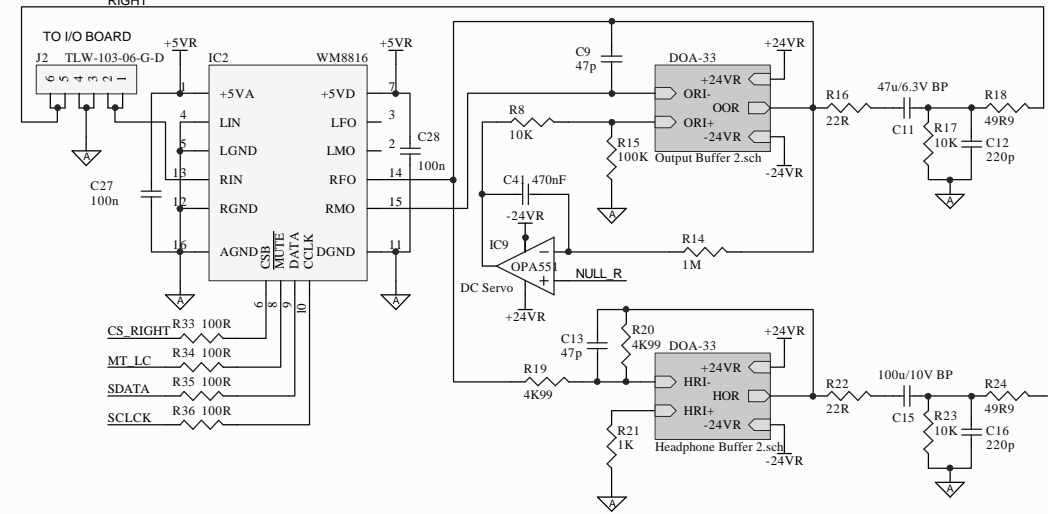 RIGHT
TO I/O BOARD
J2 TLW-103-06-G-D
6 5 4 3 2 1
A
+5VR
+5VR
IC2 WM8816
1 +5VA +5VD 7
4 LIN LFO 3
5 LGND LMO 2
13 RIN RFO 14
12 RGND RMO 15
16 AGND DGND 11
CSB MUTE DATA CCLK
6 8 9 10
C27
100n
C28
100n
A
A
CS_RIGHT R33 100R
MT_LC R34 100R
SDATA R35 100R
SCLCK R36 100R
C9
47p
DOA-33
+24VR
+24VR
ORI-
OOR
ORI+
-24VR
-24VR
Output Buffer 2.sch
R8
10K
R15
100K
A
C41 470nF
-24VR
IC9
OPA551
DC Servo
+24VR
NULL_R
R14
1M
R16
22R
47u/6.3V BP
C11
R17
10K
C12
220p
R18
49R9
A
C13
47p
R20
4K99
R19
4K99
R21
1K
A
DOA-33
+24VR
+24VR
HRI-
HOR
HRI+
-24VR
-24VR
Headphone Buffer 2.sch
R22
22R
100u/10V BP
C15
R23
10K
C16
220p
R24
49R9
A